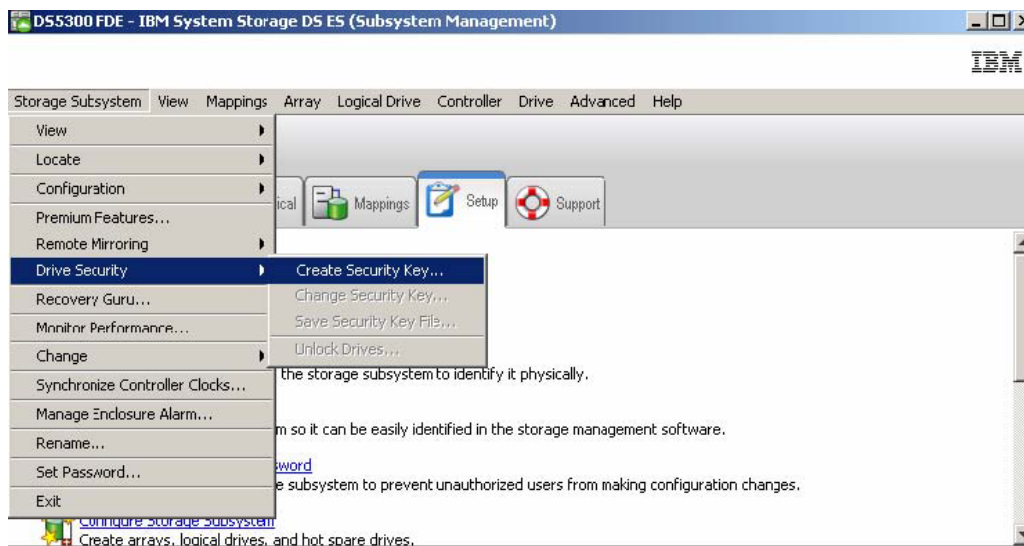 DS5300 FDE - IBM System Storage DS ES (Subsystem Management)
IBM
Storage Subsystem View Mappings Array Logical Drive Controller Drive Advanced Help
View
Locate
Configuration
Premium Features...
ical Mappings Setup Support
Remote Mirroring
Drive Security
Create Security Key...
Change Security Key...
Save Security Key File...
Unlock Drives...
Recovery Guru...
Monitor Performance...
Change
the storage subsystem to identify it physically.
Synchronize Controller Clocks...
Manage Enclosure Alarm...
m so it can be easily identified in the storage management software.
Rename...
Set Password...
sword
e subsystem to prevent unauthorized users from making configuration changes.
Exit
Configure Storage Subsystem
Create arrays, logical drives, and hot spare drives.